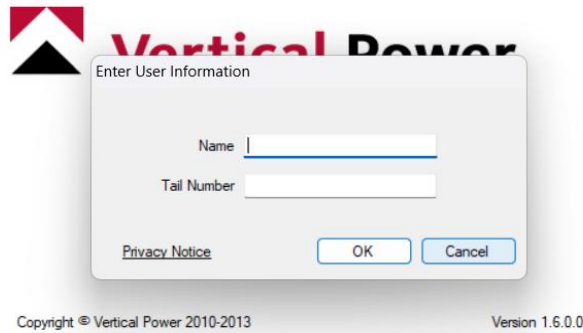 Vertical Power
Enter User Information
Name
Tail Number
Privacy Notice OK Cancel
Copyright © Vertical Power 2010-2013 Version 1.6.0.0